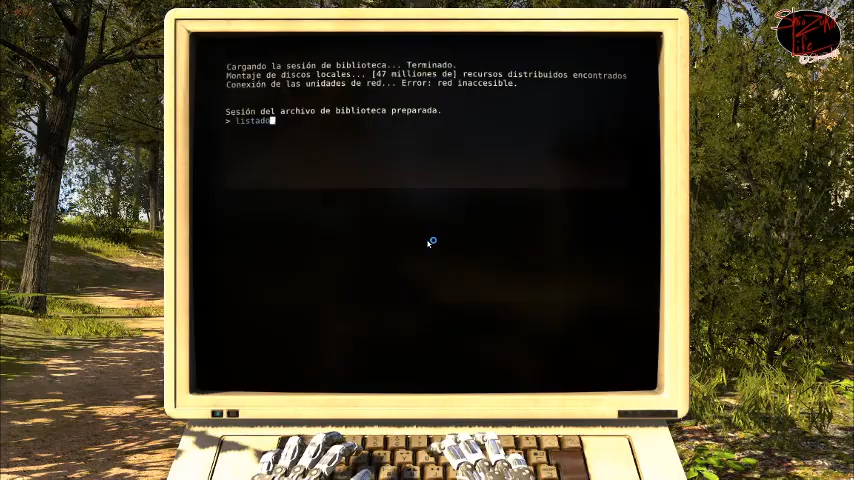 Cargando la sesión de biblioteca... Terminado.
Montaje de discos locales... [47 millones de] recursos distribuidos encontrados
Conexión de las unidades de red... Error: red inaccesible.
Sesión del archivo de biblioteca preparada.
> listado